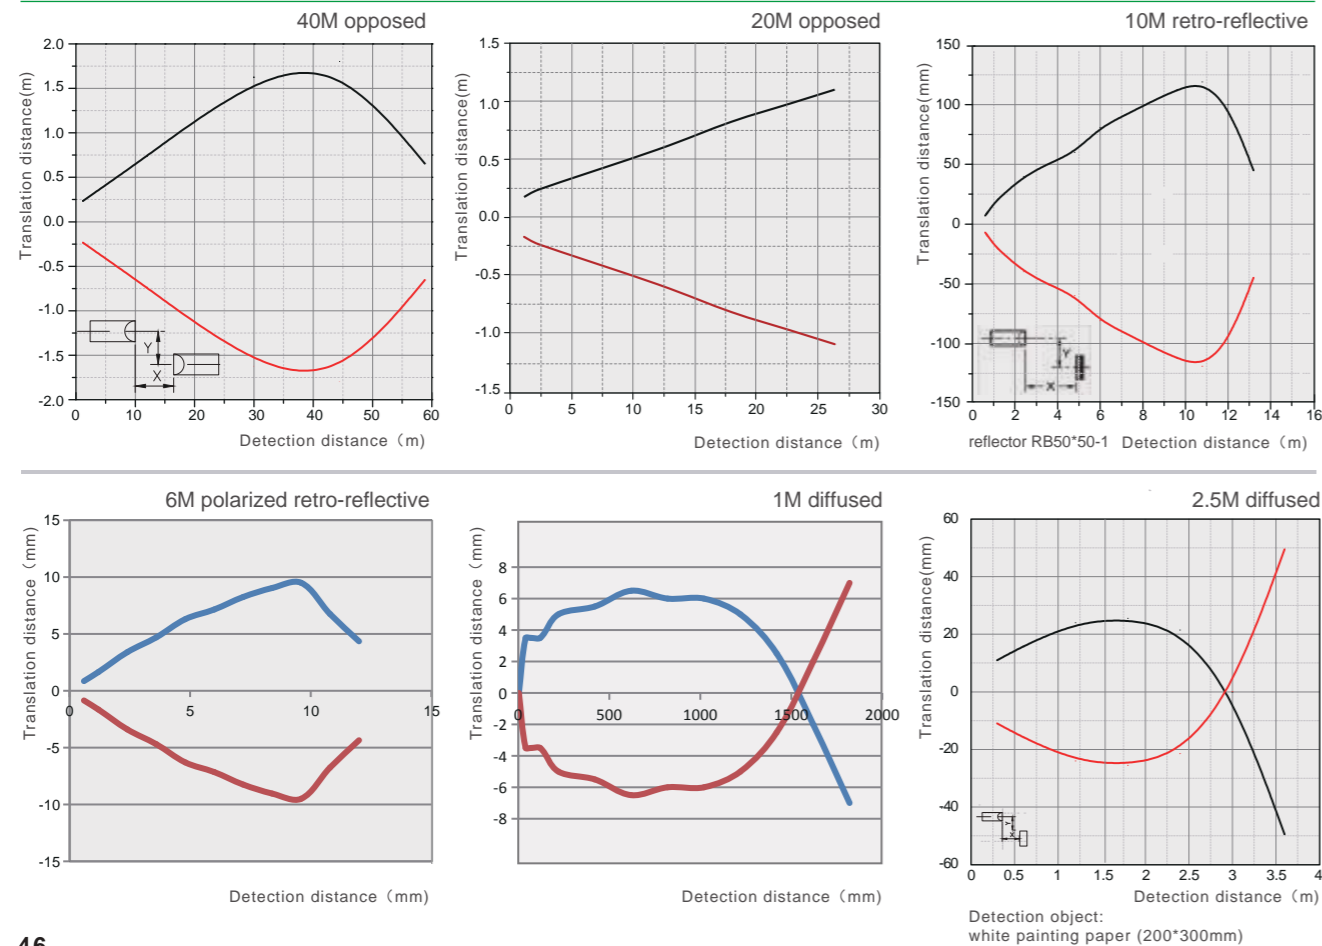 40M opposed
20M opposed
10M retro-reflective
Translation distance(m)
2.0
1.5
1.0
0.5
0.0
-0.5
-1.0
-1.5
-2.0
Y
X
0 10 20 30 40 50 60
Detection distance（m)
Translation distance(m)
1.5
1.0
0.5
0.0
-0.5
-1.0
-1.5
0 5 10 15 20 25 30
Detection distance（m)
Translation distance(mm)
150
100
50
0
-50
-100
-150
Y
X
0 2 4 6 8 10 12 14 16
reflector RB50*50-1 Detection distance（m)
6M polarized retro-reflective
1M diffused
2.5M diffused
Translation distance（mm)
15
10
5
0
-5
-10
-15
0 5 10 15
Detection distance（mm)
Translation distance（mm)
8
6
4
2
0
-2
-4
-6
-8
0 500 1000 1500 2000
Detection distance（mm)
Translation distance(mm)
60
40
20
0
-20
-40
-60
Y
X
0 0.5 1 1.5 2 2.5 3 3.5 4
Detection distance（m)
Detection object:
white painting paper (200*300mm)
46